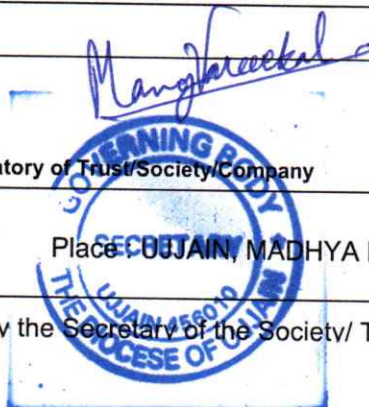 atory of Trust/Society/Company
GOVERNING BODY
SECRETARY
UJJAIN-456010
THE DIOCESE OF UJJAIN
Place : UJJAIN, MADHYA
y the Secretary of the Society/ T